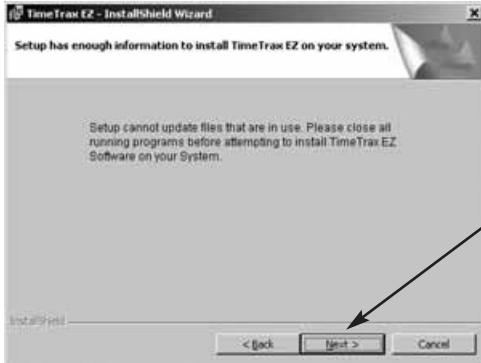 TimeTrax EZ - InstallShield Wizard
Setup has enough information to install TimeTrax EZ on your system.
Setup cannot update files that are in use. Please close all
running programs before attempting to install TimeTrax EZ
Software on your System.
InstallShield
< Back
Next >
Cancel